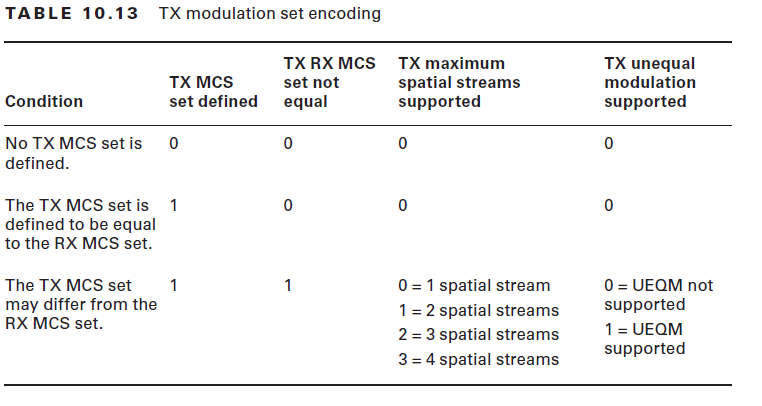 TABLE 10.13 TX modulation set encoding
Condition
TX MCS
set defined
TX RX MCS
set not
equal
TX maximum
spatial streams
supported
TX unequal
modulation
supported
No TX MCS set is
defined.
0
0
0
0
The TX MCS set is
defined to be equal
to the RX MCS set.
1
0
0
0
The TX MCS set
may differ from the
RX MCS set.
1
1
0 = 1 spatial stream
1 = 2 spatial streams
2 = 3 spatial streams
3 = 4 spatial streams
0 = UEQM not
supported
1 = UEQM
supported